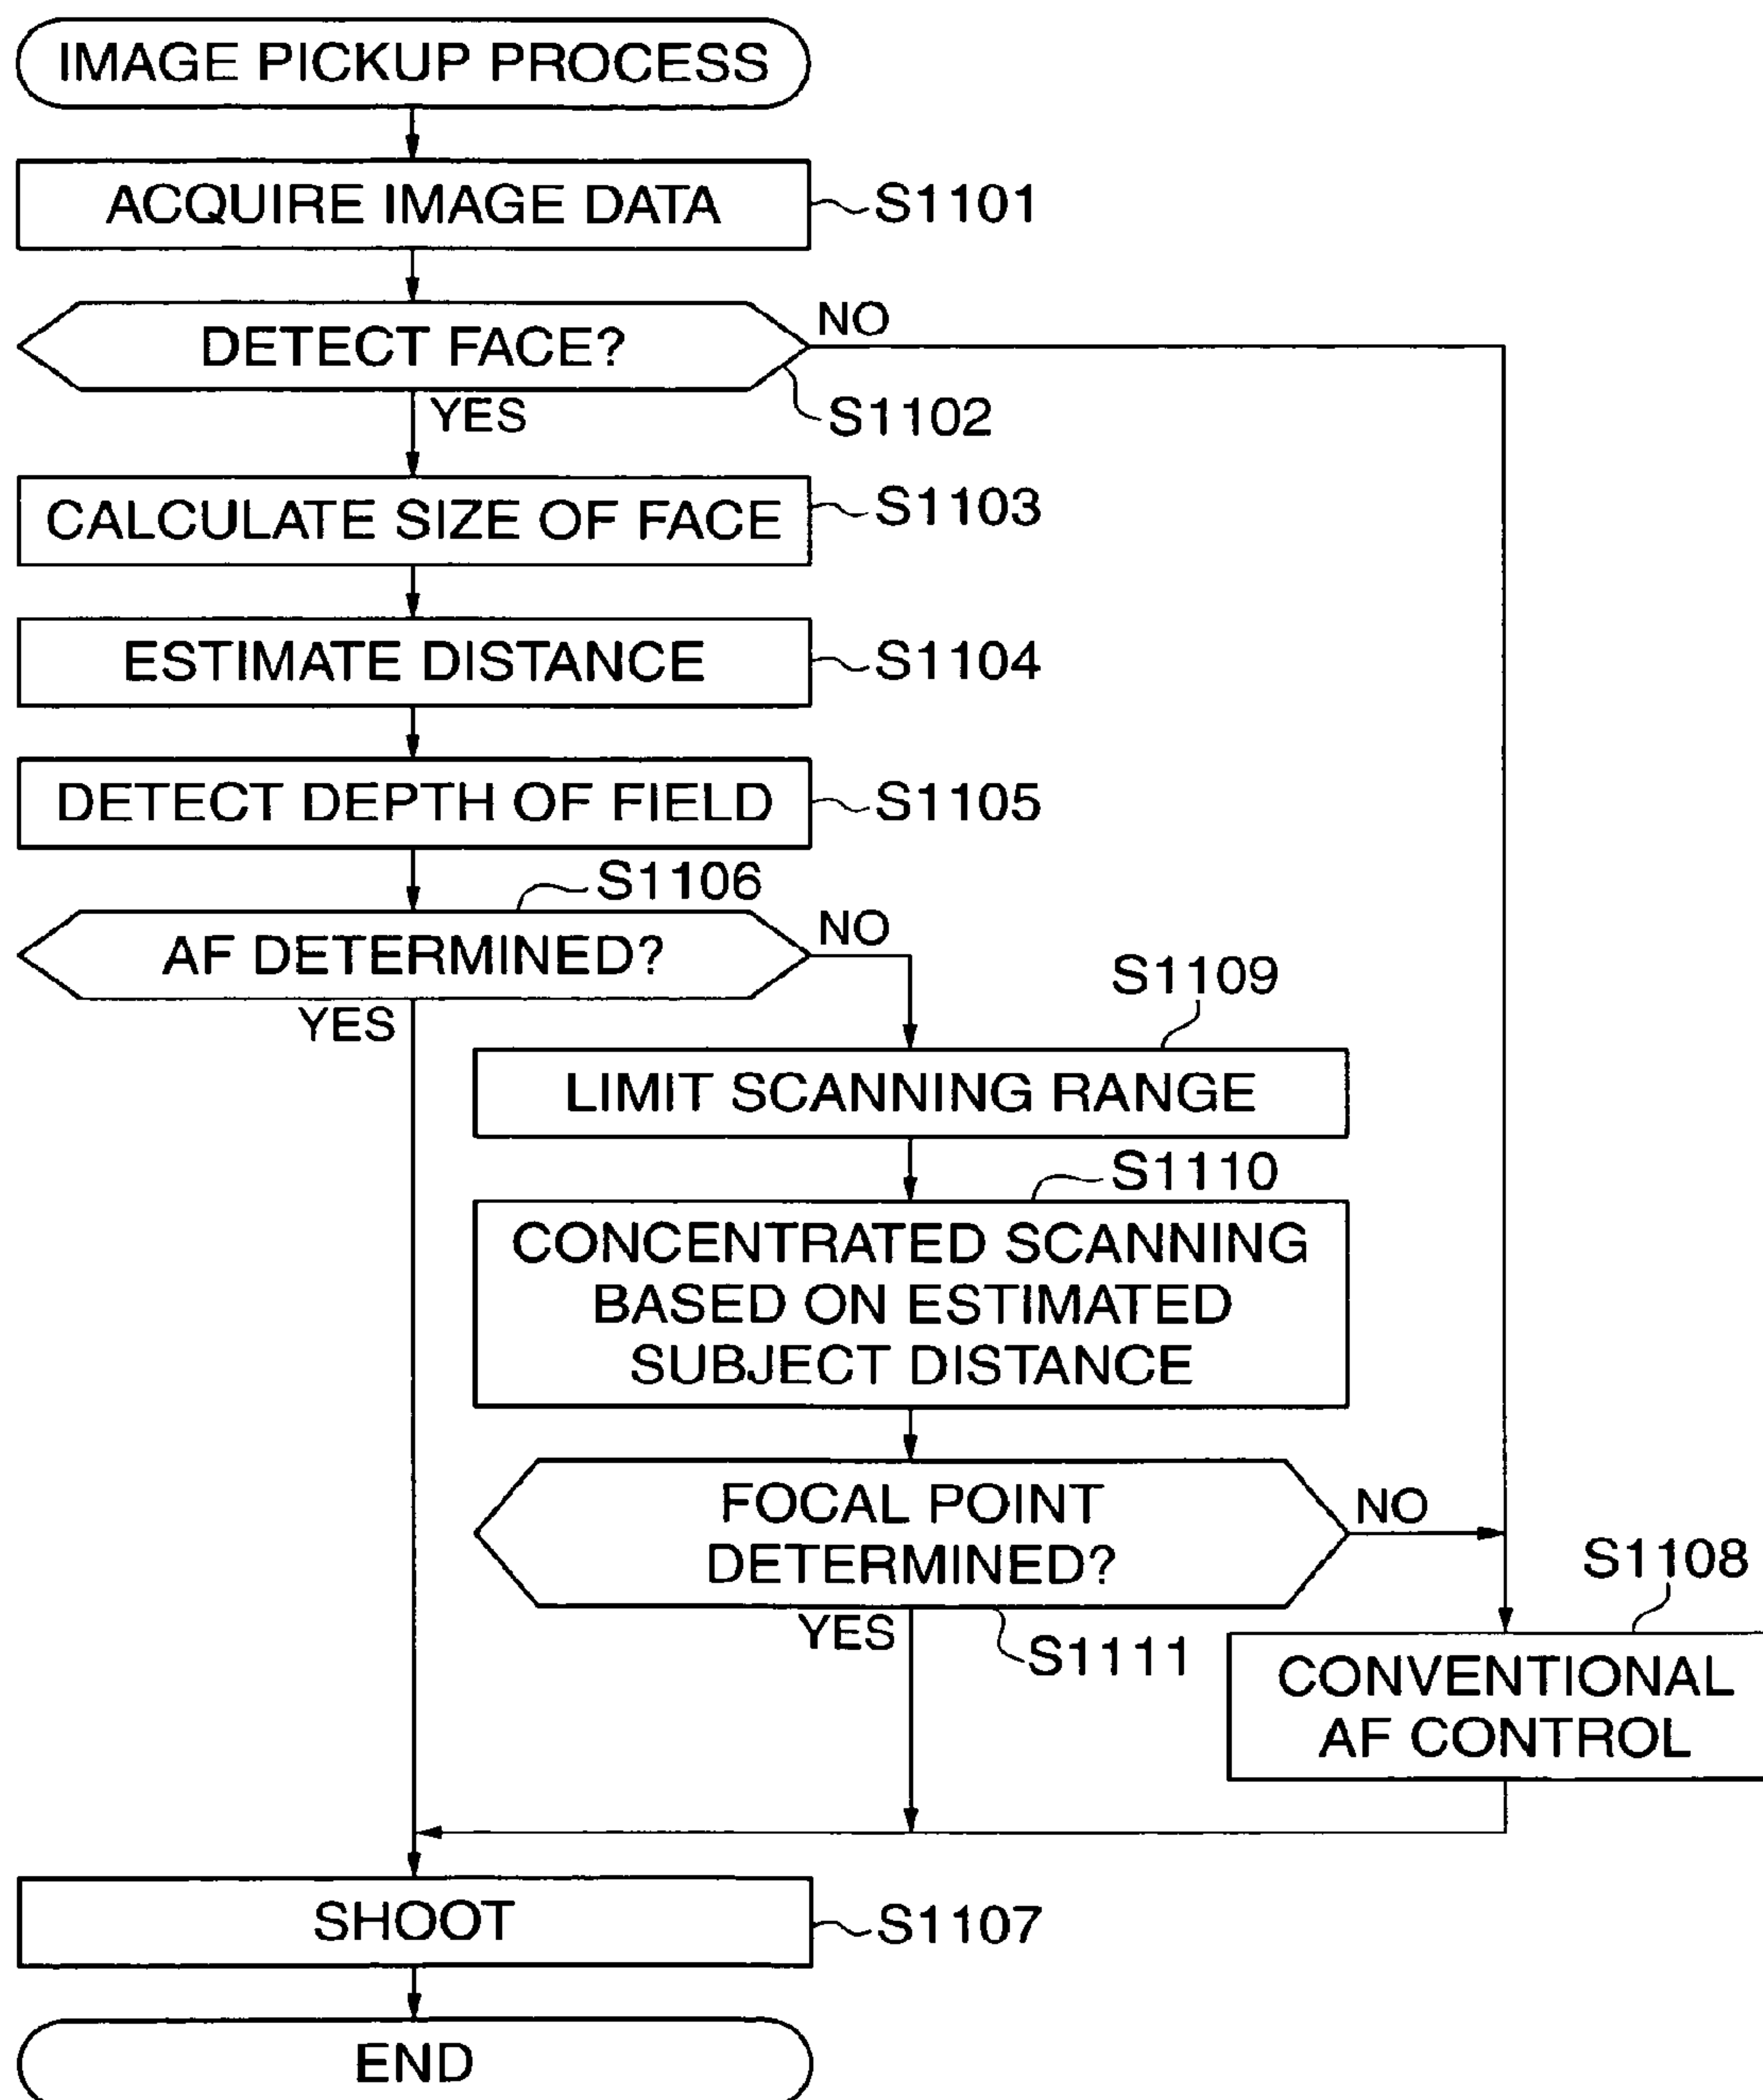 IMAGE PICKUP PROCESS
ACQUIRE IMAGE DATA
S1101
DETECT FACE?
NO
S1102
YES
CALCULATE SIZE OF FACE
S1103
ESTIMATE DISTANCE
S1104
DETECT DEPTH OF FIELD
S1105
S1106
AF DETERMINED?
NO
YES
S1109
LIMIT SCANNING RANGE
S1110
CONCENTRATED SCANNING
BASED ON ESTIMATED
SUBJECT DISTANCE
FOCAL POINT
DETERMINED?
NO
YES
S1111
S1108
CONVENTIONAL
AF CONTROL
SHOOT
S1107
END